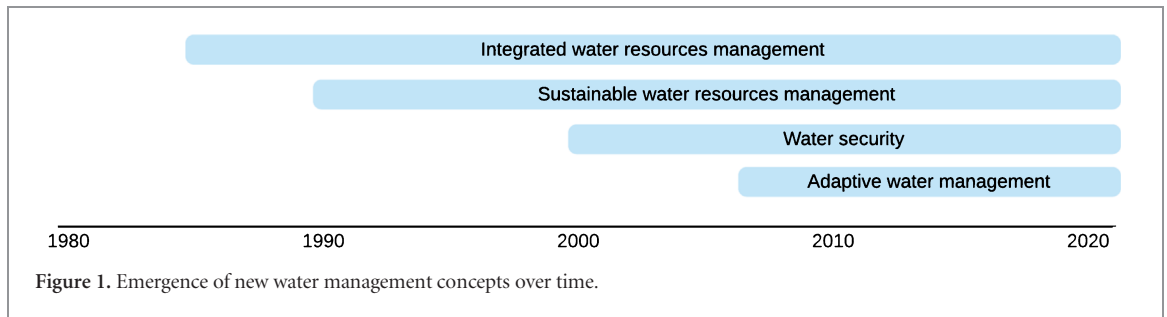 Integrated water resources management
Sustainable water resources management
Water security
Adaptive water management
1980 1990 2000 2010 2020
Figure 1. Emergence of new water management concepts over time.